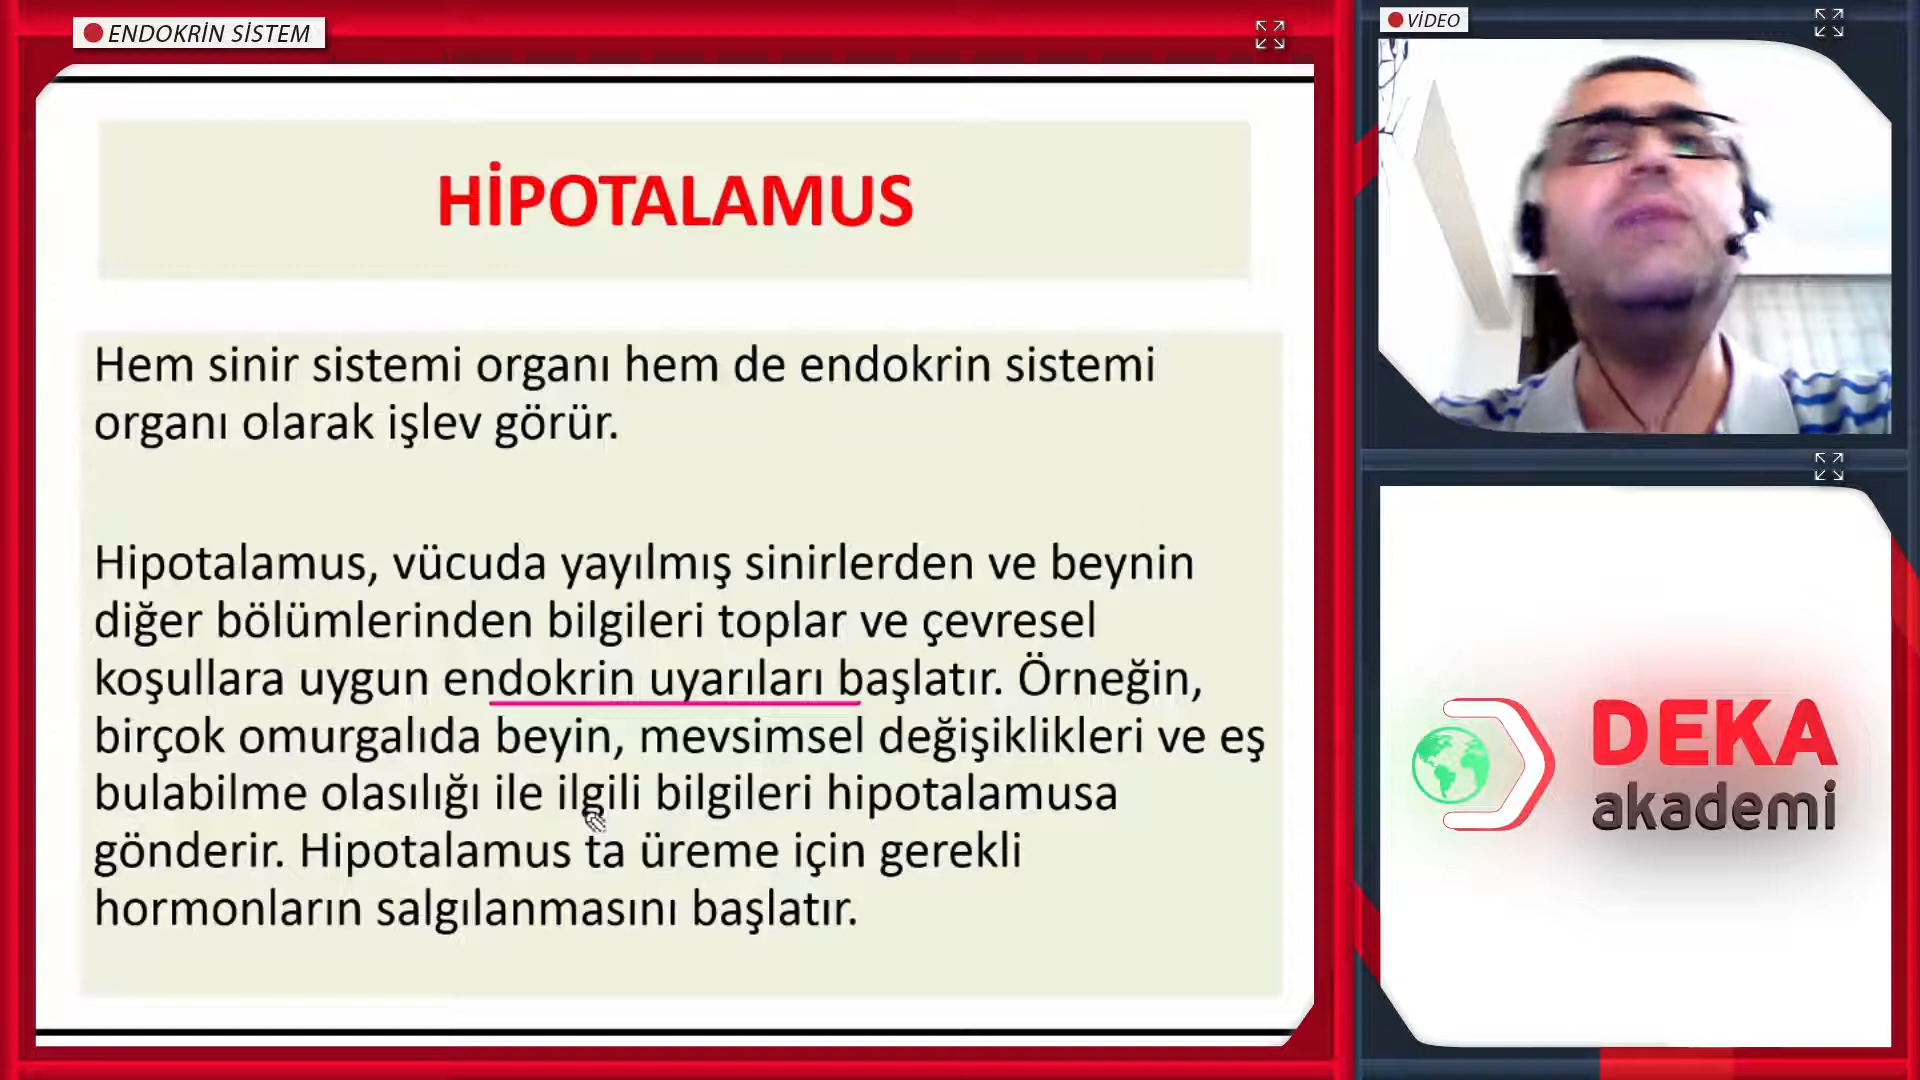 ENDOKRİN SİSTEM
VİDEO
HİPOTALAMUS
Hem sinir sistemi organı hem de endokrin sistemi
organı olarak işlev görür.
Hipotalamus, vücuda yayılmış sinirlerden ve beynin
diğer bölümlerinden bilgileri toplar ve çevresel
koşullara uygun endokrin uyarıları başlatır. Örneğin,
birçok omurgalıda beyin, mevsimsel değişiklikleri ve eş
bulabilme olasılığı ile ilgili bilgileri hipotalamusa
gönderir. Hipotalamus ta üreme için gerekli
hormonların salgılanmasını başlatır.
DEKA
akademi